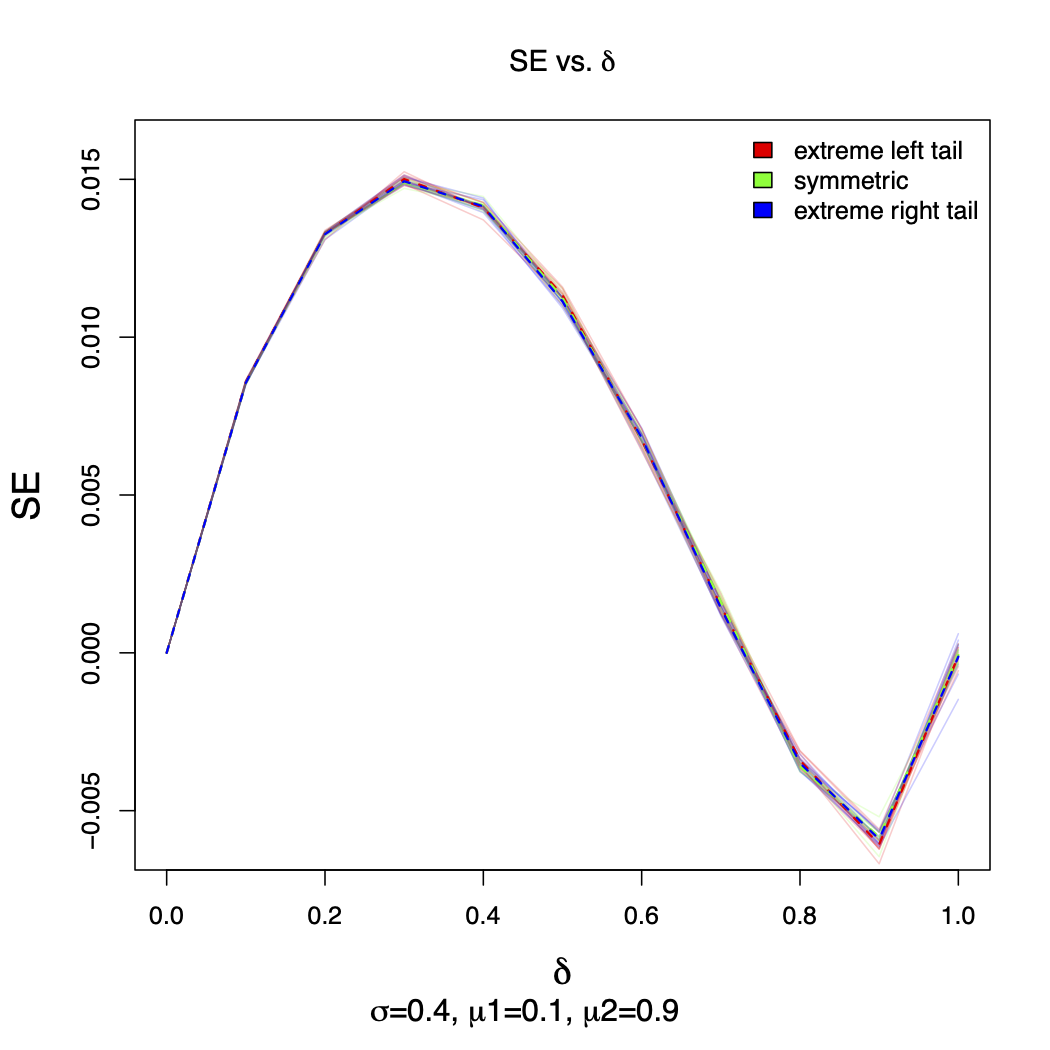 SE vs. δ
extreme left tail
symmetric
extreme right tail
0.015
0.010
0.005
0.000
−0.005
SE
0.0 0.2 0.4 0.6 0.8 1.0
δ
σ=0.4, μ1=0.1, μ2=0.9